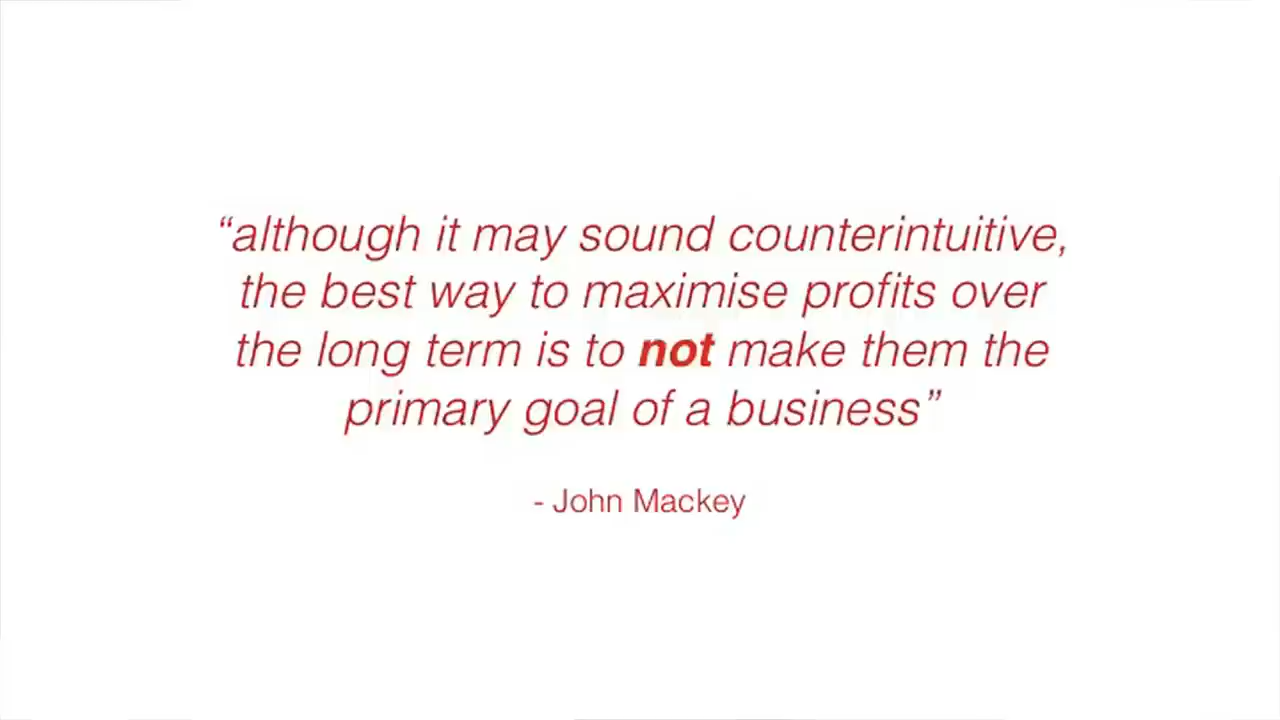 “although it may sound counterintuitive,
the best way to maximise profits over
the long term is to not make them the
primary goal of a business”
- John Mackey